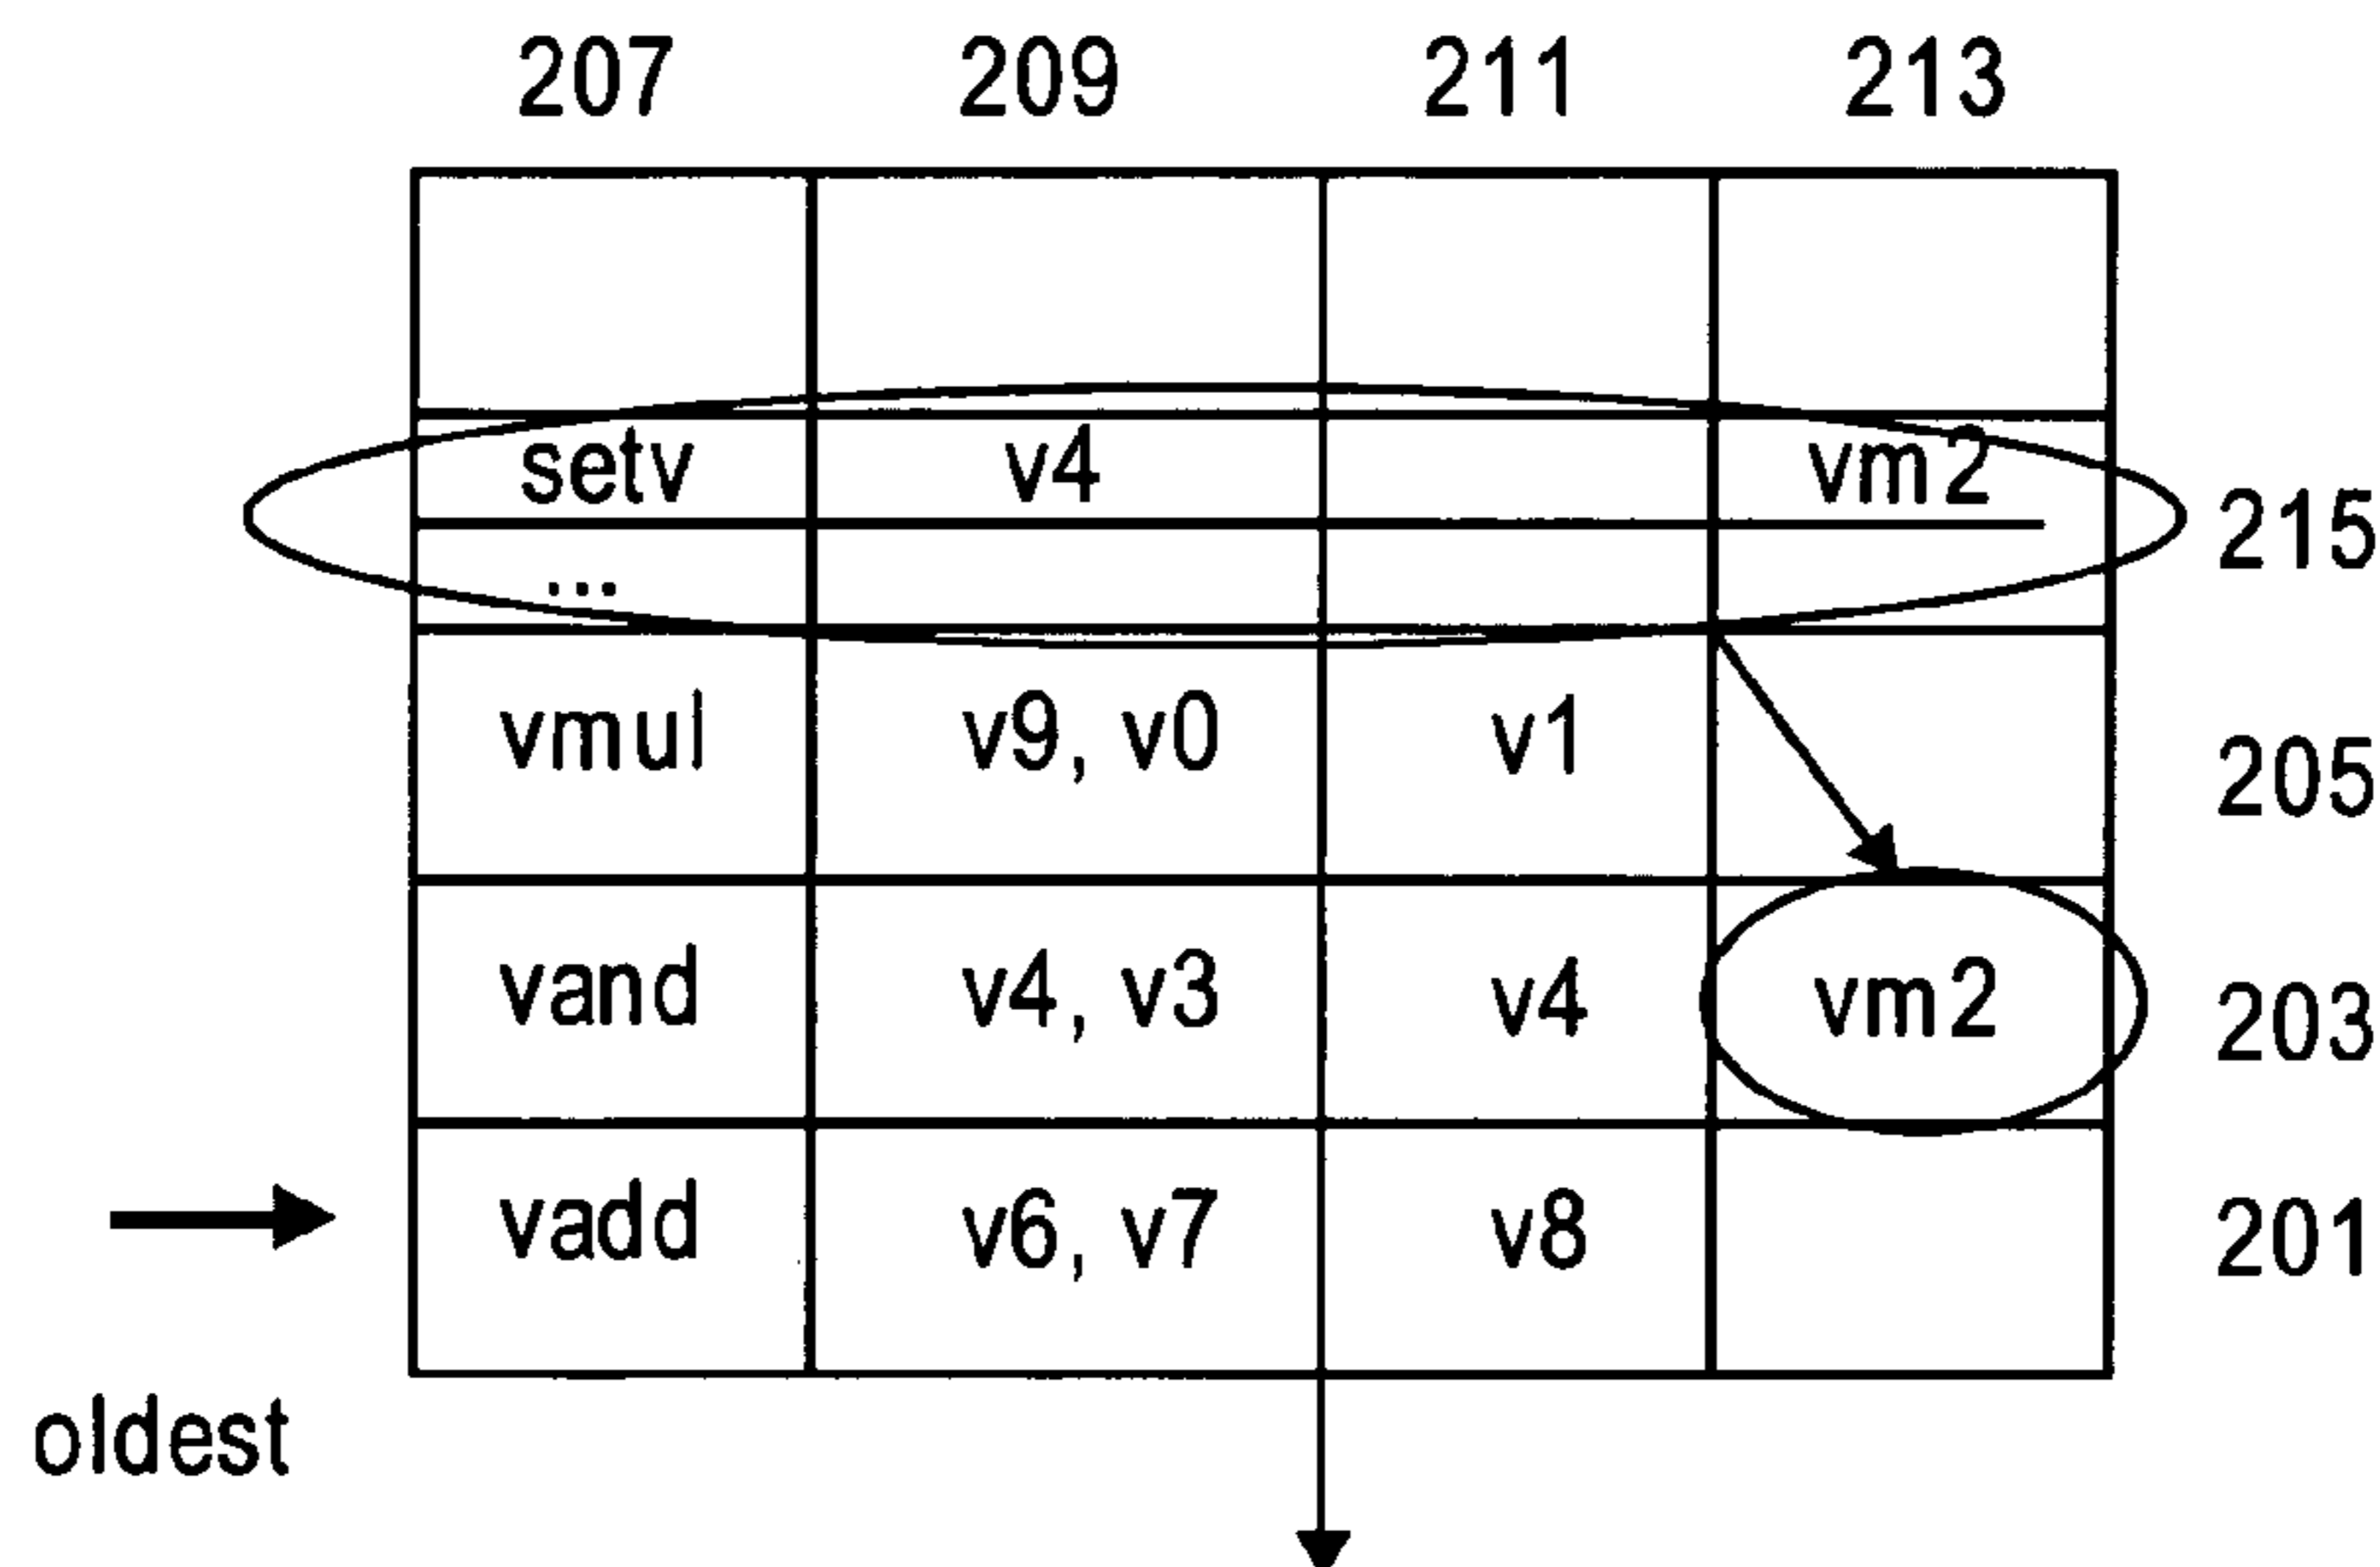 207 209 211 213
setv v4 vm2
215
...
vmul v9, v0 v1
205
vand v4, v3 v4 vm2
203
vadd v6, v7 v8
201
oldest